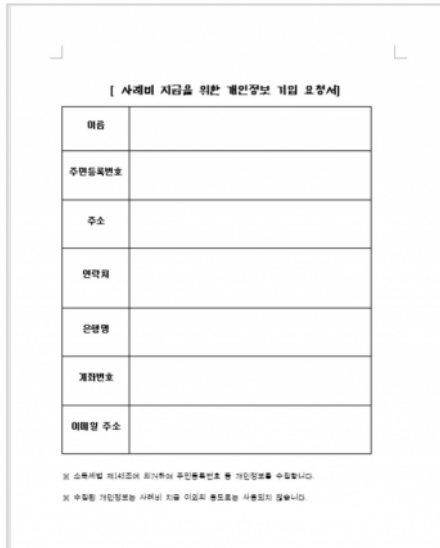 [ 사례비 지급을 위한 개인정보 기입 요청서]
이름
주민등록번호
주소
연락처
은행명
계좌번호
이메일 주소
※ 소득세법 제145조에 의거하여 주민등록번호 등 개인정보를 수집합니다.
※ 수집된 개인정보는 사례비 지급 이외의 용도로는 사용되지 않습니다.